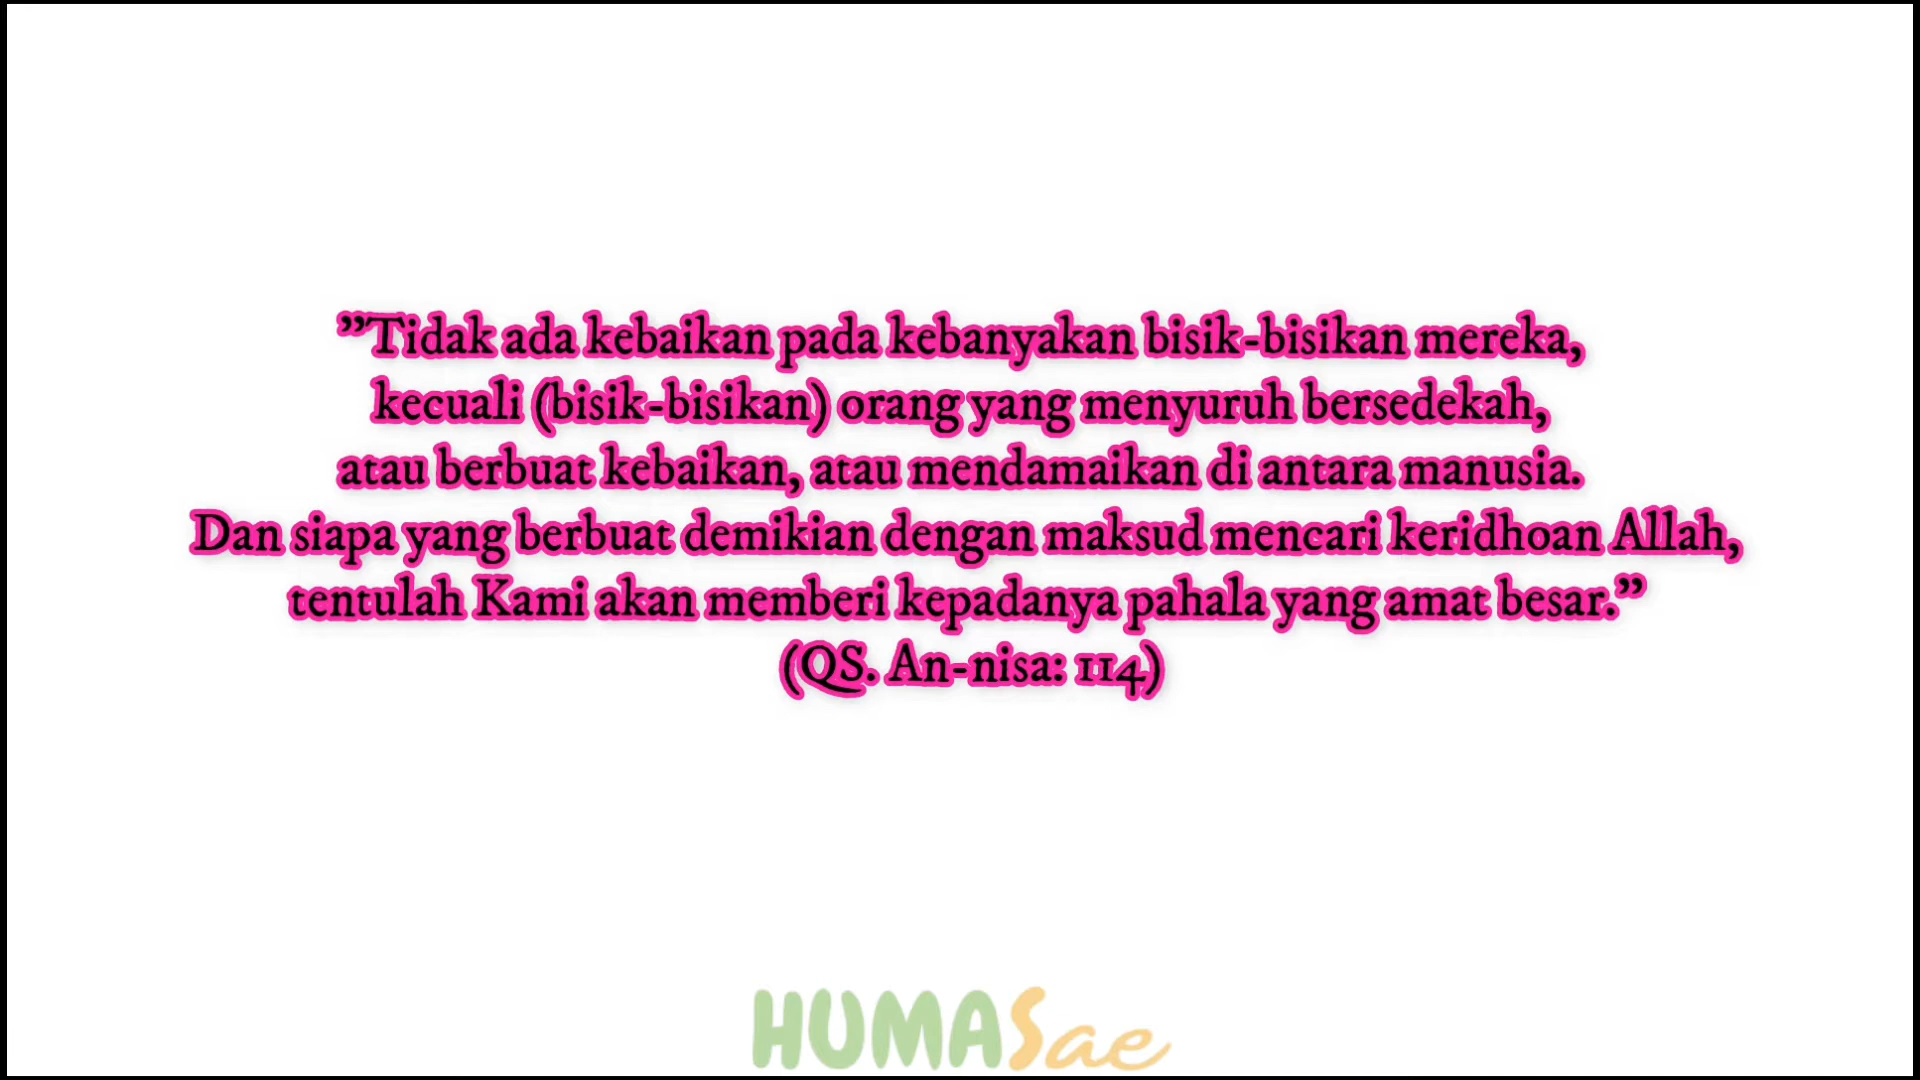 "Tidak ada kebaikan pada kebanyakan bisik-bisikan mereka,
kecuali (bisik-bisikan) orang yang menyuruh bersedekah,
atau berbuat kebaikan, atau mendamaikan di antara manusia.
Dan siapa yang berbuat demikian dengan maksud mencari keridhoan Allah,
tentulah Kami akan memberi kepadanya pahala yang amat besar."
(QS. An-nisa: 114)
HUMASae